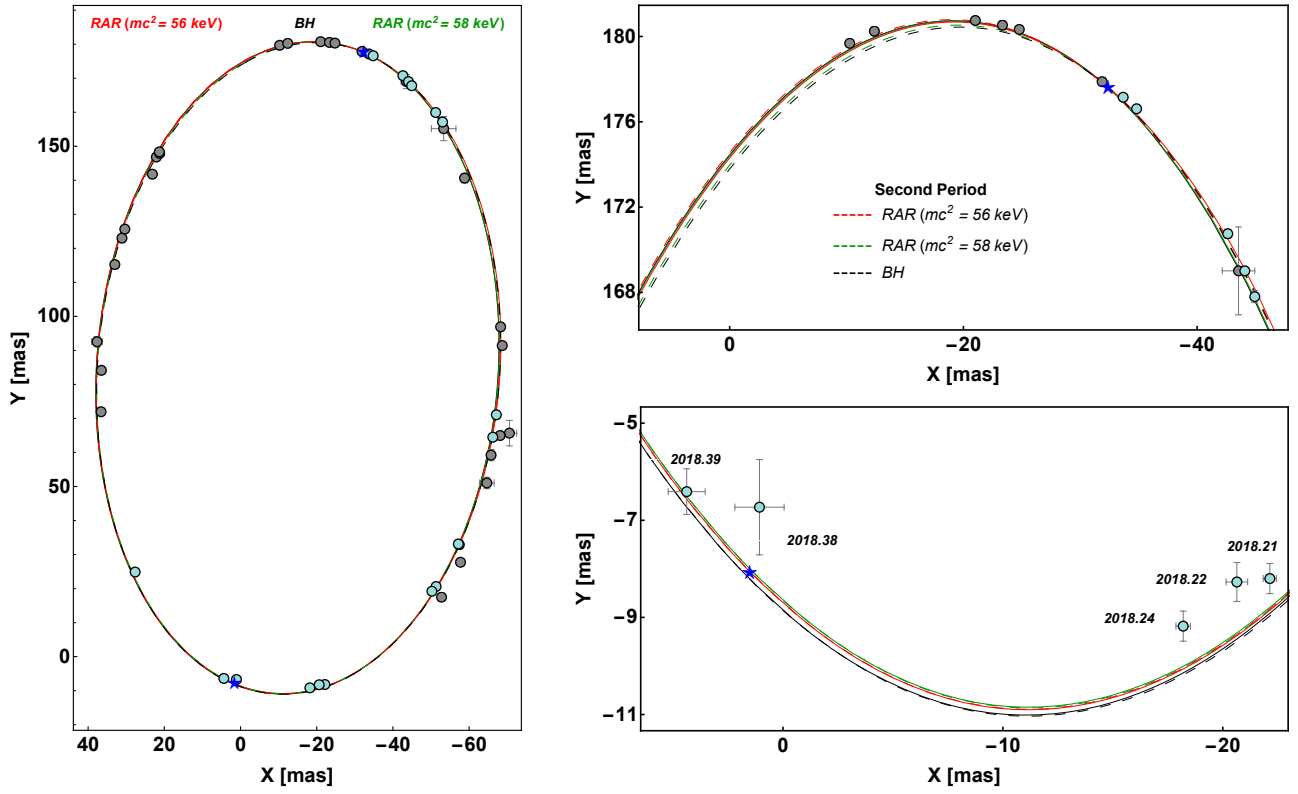 RAR (mc² = 56 keV) BH RAR (mc² = 58 keV)
Y [mas]
150
100
50
0
40 20 0 −20 −40 −60
X [mas]
180
176
172
168
Y [mas]
Second Period
RAR (mc² = 56 keV)
RAR (mc² = 58 keV)
BH
0 −20 −40
X [mas]
−5
−7
−9
−11
Y [mas]
2018.39
2018.38
2018.21
2018.22
2018.24
0 −10 −20
X [mas]